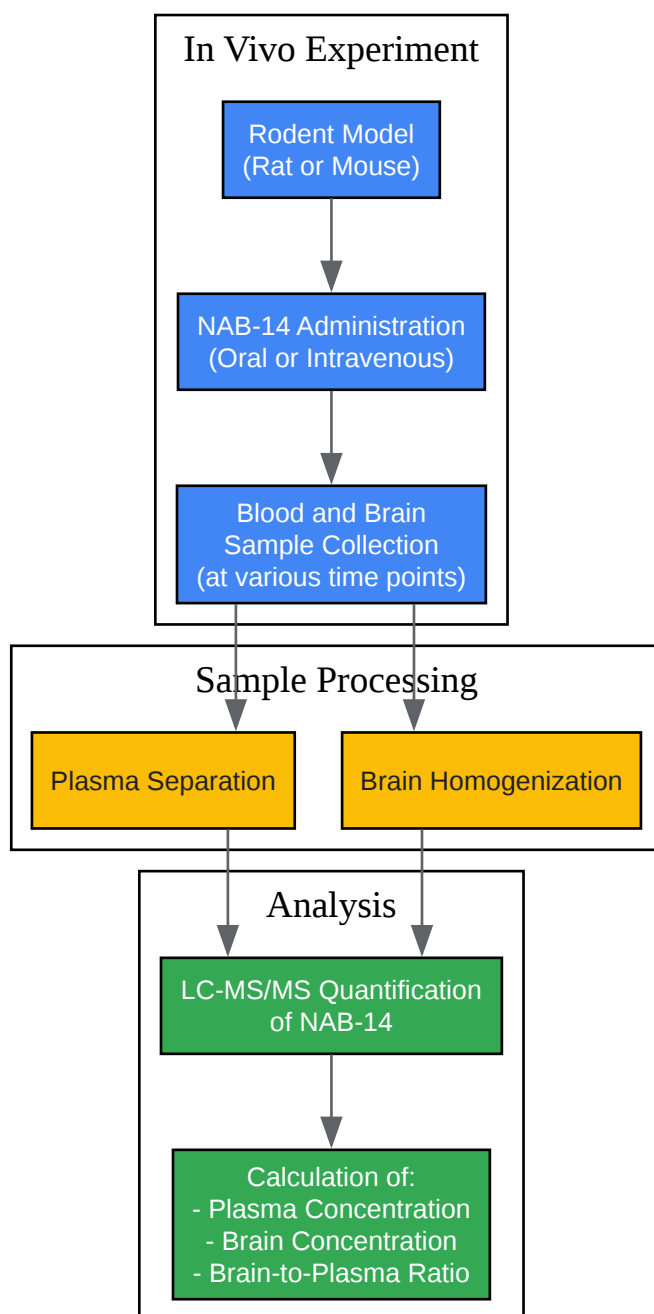 In Vivo Experiment
Rodent Model
(Rat or Mouse)
NAB-14 Administration
(Oral or Intravenous)
Blood and Brain
Sample Collection
(at various time points)
Sample Processing
Plasma Separation
Brain Homogenization
Analysis
LC-MS/MS Quantification
of NAB-14
Calculation of:
- Plasma Concentration
- Brain Concentration
- Brain-to-Plasma Ratio